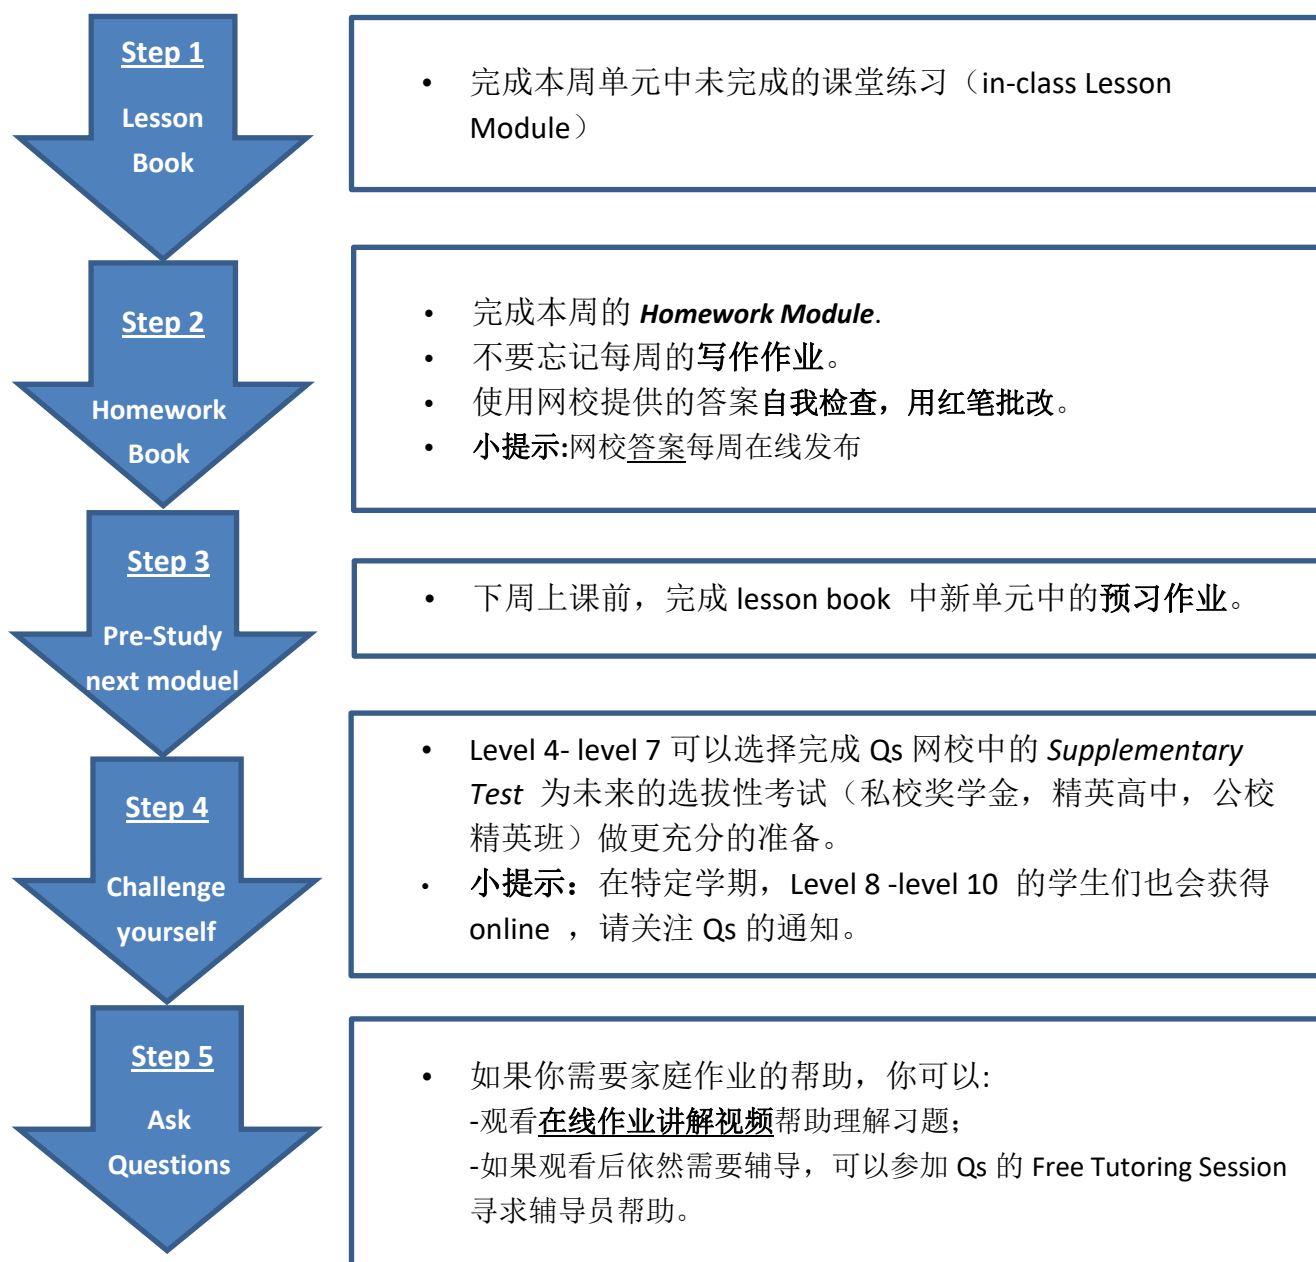 Step 1
Lesson
Book
• 完成本周单元中未完成的课堂练习（in-class Lesson
Module）
Step 2
Homework
Book
• 完成本周的 Homework Module.
• 不要忘记每周的写作作业。
• 使用网校提供的答案自我检查，用红笔批改。
• 小提示:网校答案每周在线发布
Step 3
Pre-Study
next moduel
• 下周上课前，完成 lesson book 中新单元中的预习作业。
Step 4
Challenge
yourself
• Level 4- level 7 可以选择完成 Qs 网校中的 Supplementary
Test 为未来的选拔性考试（私校奖学金，精英高中，公校
精英班）做更充分的准备。
• 小提示：在特定学期，Level 8 -level 10 的学生们也会获得
online ，请关注 Qs 的通知。
Step 5
Ask
Questions
• 如果你需要家庭作业的帮助，你可以:
-观看在线作业讲解视频帮助理解习题；
-如果观看后依然需要辅导，可以参加 Qs 的 Free Tutoring Session
寻求辅导员帮助。